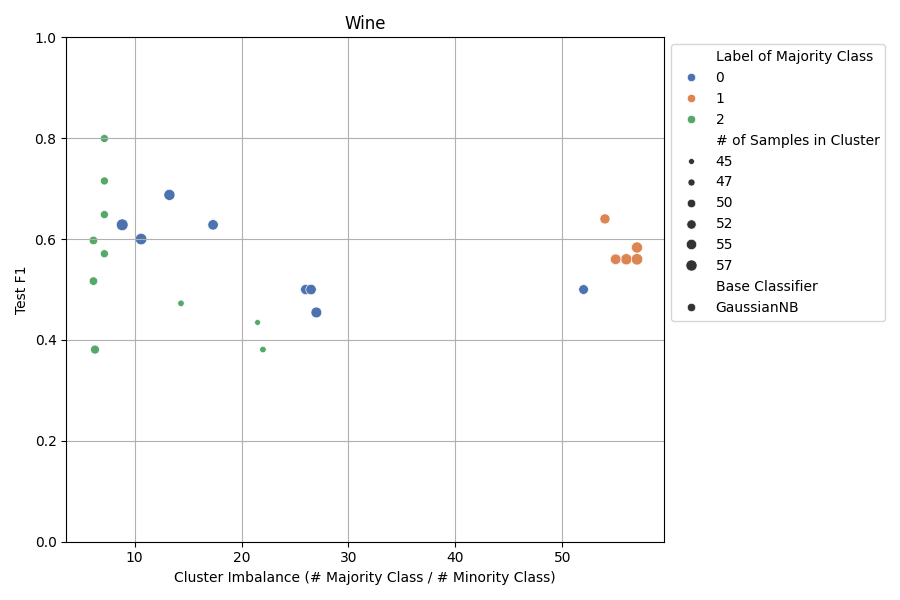 Wine
1.0
0.8
0.6
0.4
0.2
0.0
Test F1
10
20
30
40
50
Cluster Imbalance (# Majority Class / # Minority Class)
Label of Majority Class
0
1
2
# of Samples in Cluster
45
47
50
52
55
57
Base Classifier
GaussianNB